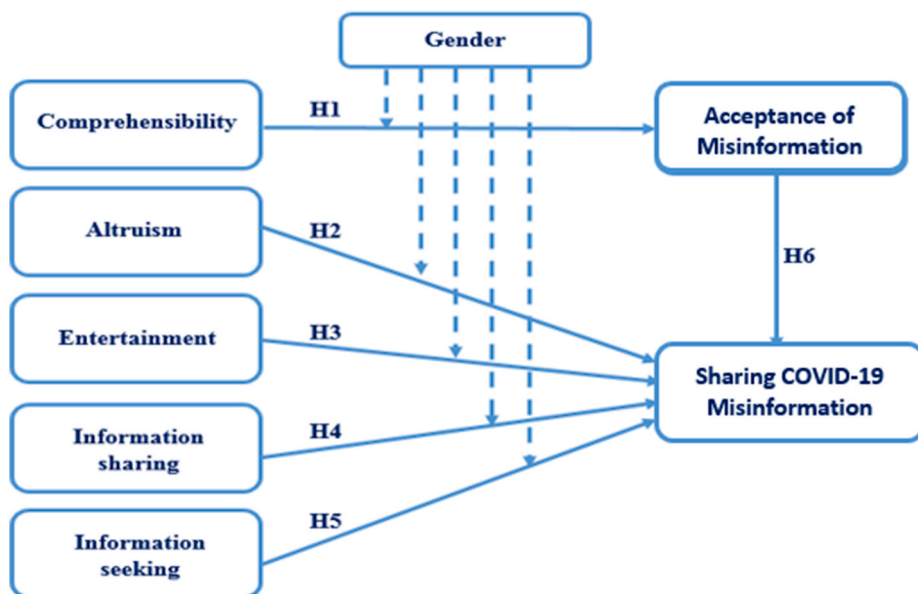 Gender
Comprehensibility
H1
Acceptance of
Misinformation
Altruism
H2
H6
Entertainment
H3
Sharing COVID-19
Misinformation
Information
sharing
H4
Information
seeking
H5